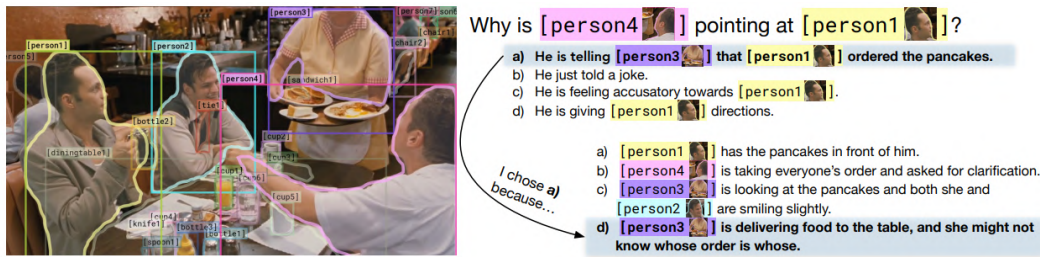 [person1]
[person2]
[person3]
[person4]
[tie1]
[sandwich1]
[chair1]
[chair2]
[bottle2]
[diningtable1]
[cup2]
[cup1]
[cup5]
[cup4]
[knife1]
[spoon1]
[bottle3]
[bottle1]
Why is [person4] pointing at [person1]?
a) He is telling [person3] that [person1] ordered the pancakes.
b) He just told a joke.
c) He is feeling accusatory towards [person1].
d) He is giving [person1] directions.
I chose a)
because...
a) [person1] has the pancakes in front of him.
b) [person4] is taking everyone's order and asked for clarification.
c) [person3] is looking at the pancakes and both she and
[person2] are smiling slightly.
d) [person3] is delivering food to the table, and she might not
know whose order is whose.